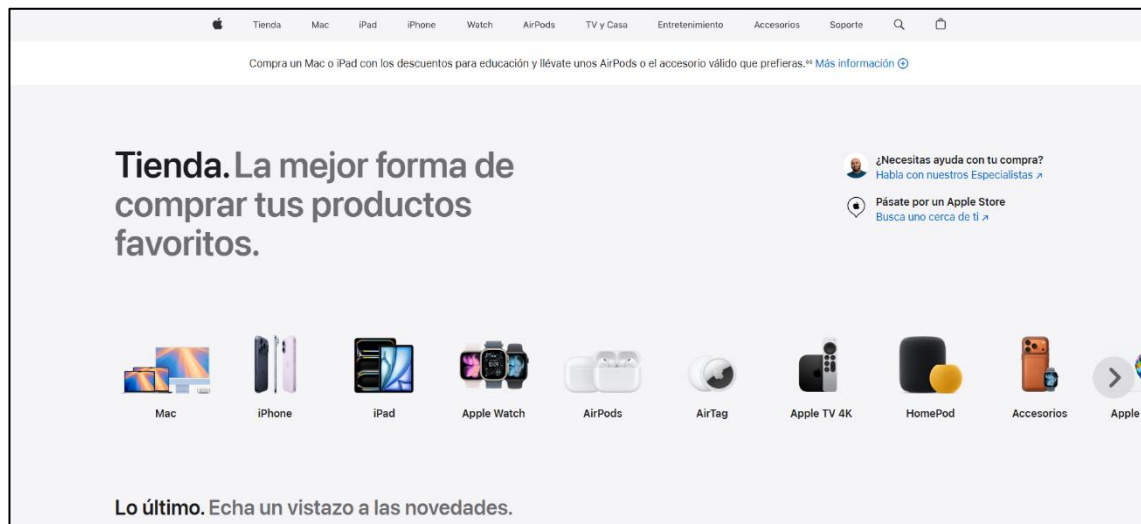 Tienda Mac iPad iPhone Watch AirPods TV y Casa Entretenimiento Accesorios Soporte
Compra un Mac o iPad con los descuentos para educación y llévate unos AirPods o el accesorio válido que prefieras. Más información
Tienda. La mejor forma de
comprar tus productos
favoritos.
¿Necesitas ayuda con tu compra?
Habla con nuestros Especialistas ↗
Pásate por un Apple Store
Busca uno cerca de ti ↗
Mac iPhone iPad Apple Watch AirPods AirTag Apple TV 4K HomePod Accesorios Apple
Lo último. Echa un vistazo a las novedades.